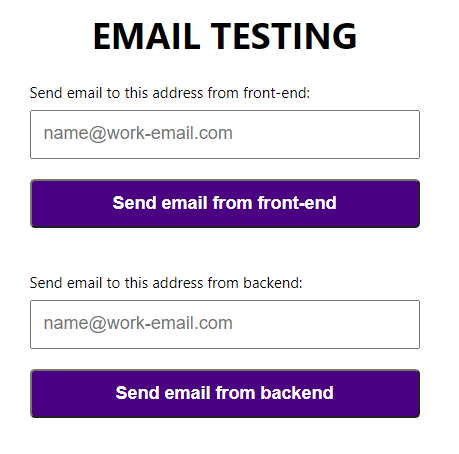 EMAIL TESTING
Send email to this address from front-end:
name@work-email.com
Send email from front-end
Send email to this address from backend:
name@work-email.com
Send email from backend